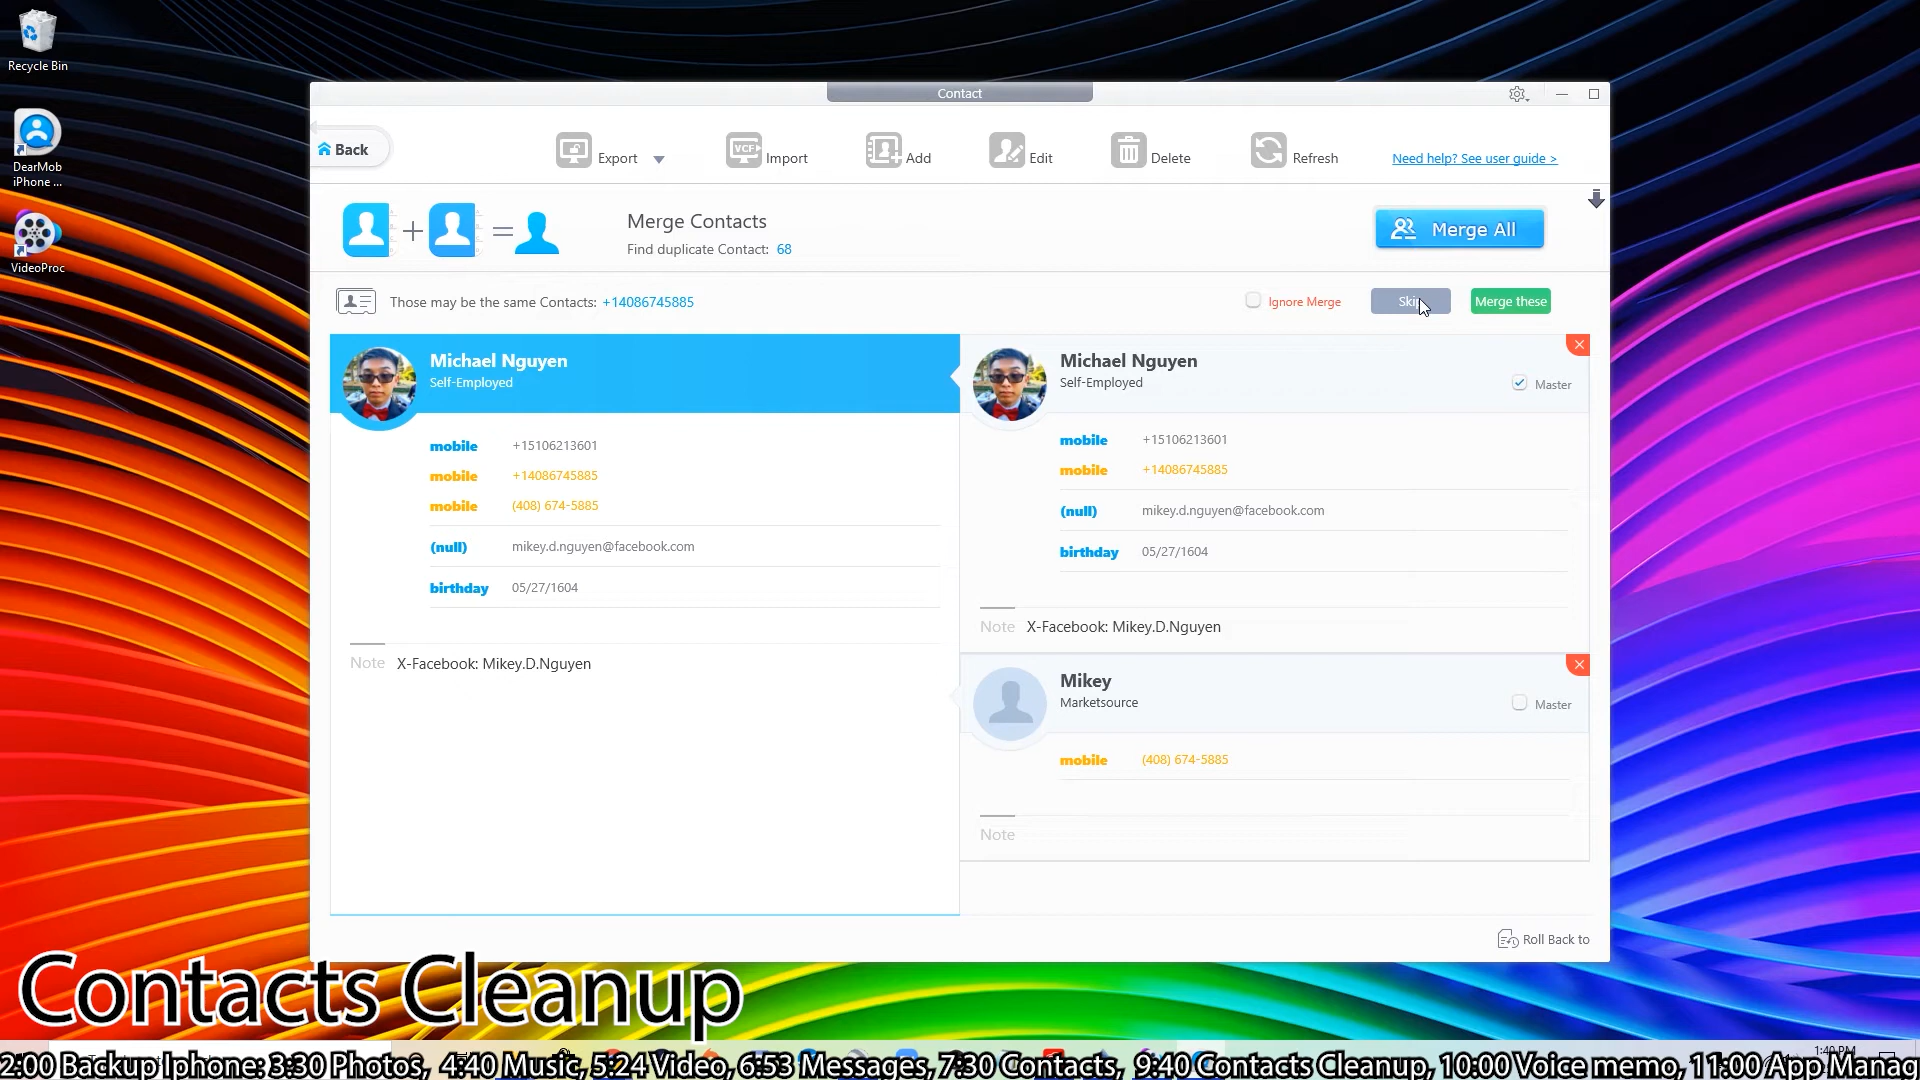 Recycle Bin
DearMob
iPhone ...
VideoProc
Contact
Back
Export
VCF
Import
Add
Edit
Delete
Refresh
Need help? See user guide >
Merge Contacts
Find duplicate Contact: 68
Merge All
Those may be the same Contacts: +14086745885
Ignore Merge
Skip
Merge these
Michael Nguyen
Self-Employed
mobile +15106213601
mobile +14086745885
mobile (408) 674-5885
(null) mikey.d.nguyen@facebook.com
birthday 05/27/1604
Note X-Facebook: Mikey.D.Nguyen
Michael Nguyen
Self-Employed
Master
mobile +15106213601
mobile +14086745885
(null) mikey.d.nguyen@facebook.com
birthday 05/27/1604
Note X-Facebook: Mikey.D.Nguyen
Mikey
Marketsource
Master
mobile (408) 674-5885
Note
Roll Back to
Contacts Cleanup
1:40 PM
2:00 Backup Iphone: 3:30 Photos, 4:40 Music, 5:24 Video, 6:53 Messages, 7:30 Contacts, 9:40 Contacts Cleanup, 10:00 Voice memo, 11:00 App Manag